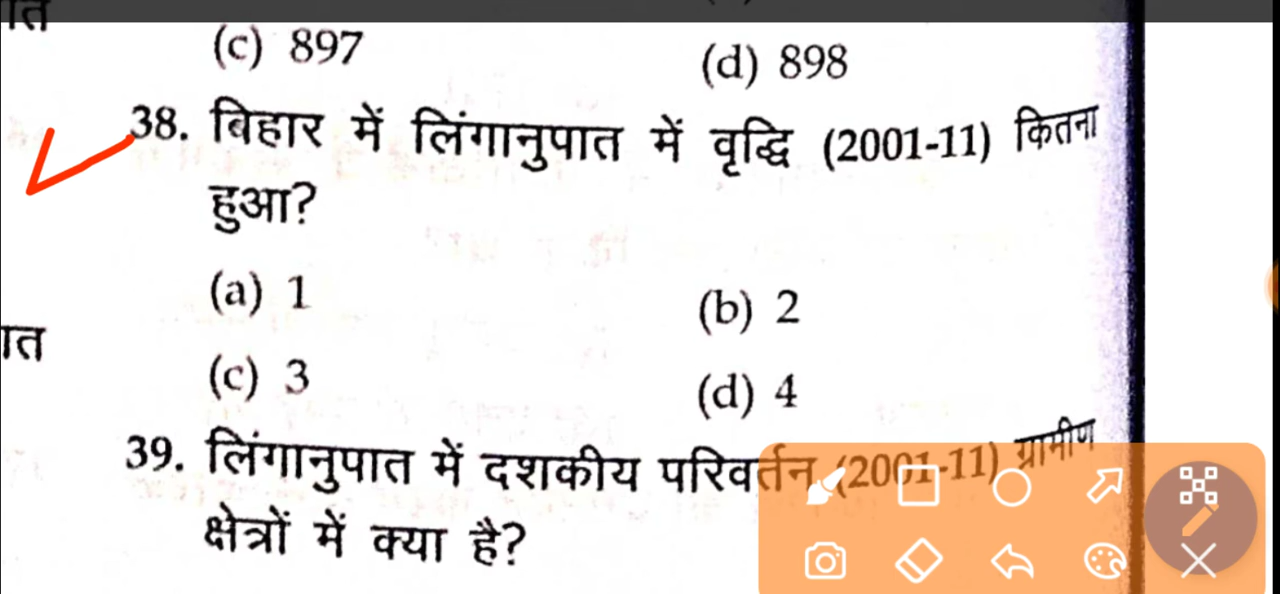 (c) 897 (d) 898
38. बिहार में लिंगानुपात में वृद्धि (2001-11) कितना
हुआ?
(a) 1 (b) 2
ात
(c) 3 (d) 4
39. लिंगानुपात में दशकीय परिवर्तन (2001-11) ग्रामीण
क्षेत्रों में क्या है?